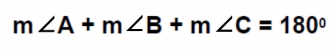 m∠A + m∠B + m∠C = 180⁰